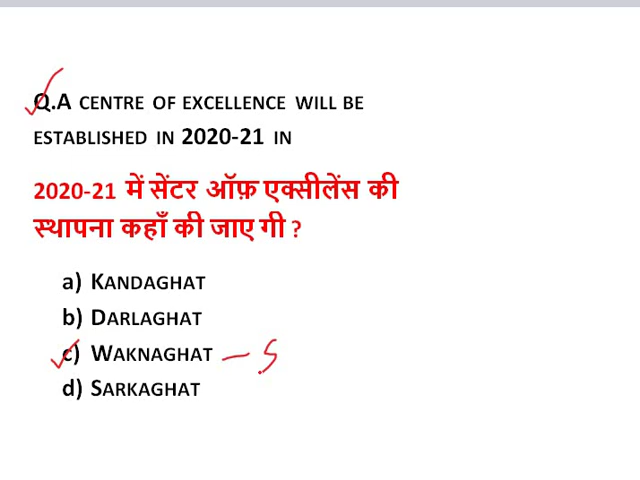 Q.A CENTRE OF EXCELLENCE WILL BE
ESTABLISHED IN 2020-21 IN
2020-21 में सेंटर ऑफ़ एक्सीलेंस की
स्थापना कहाँ की जाए गी ?
a) KANDAGHAT
b) DARLAGHAT
c) WAKNAGHAT – S
d) SARKAGHAT